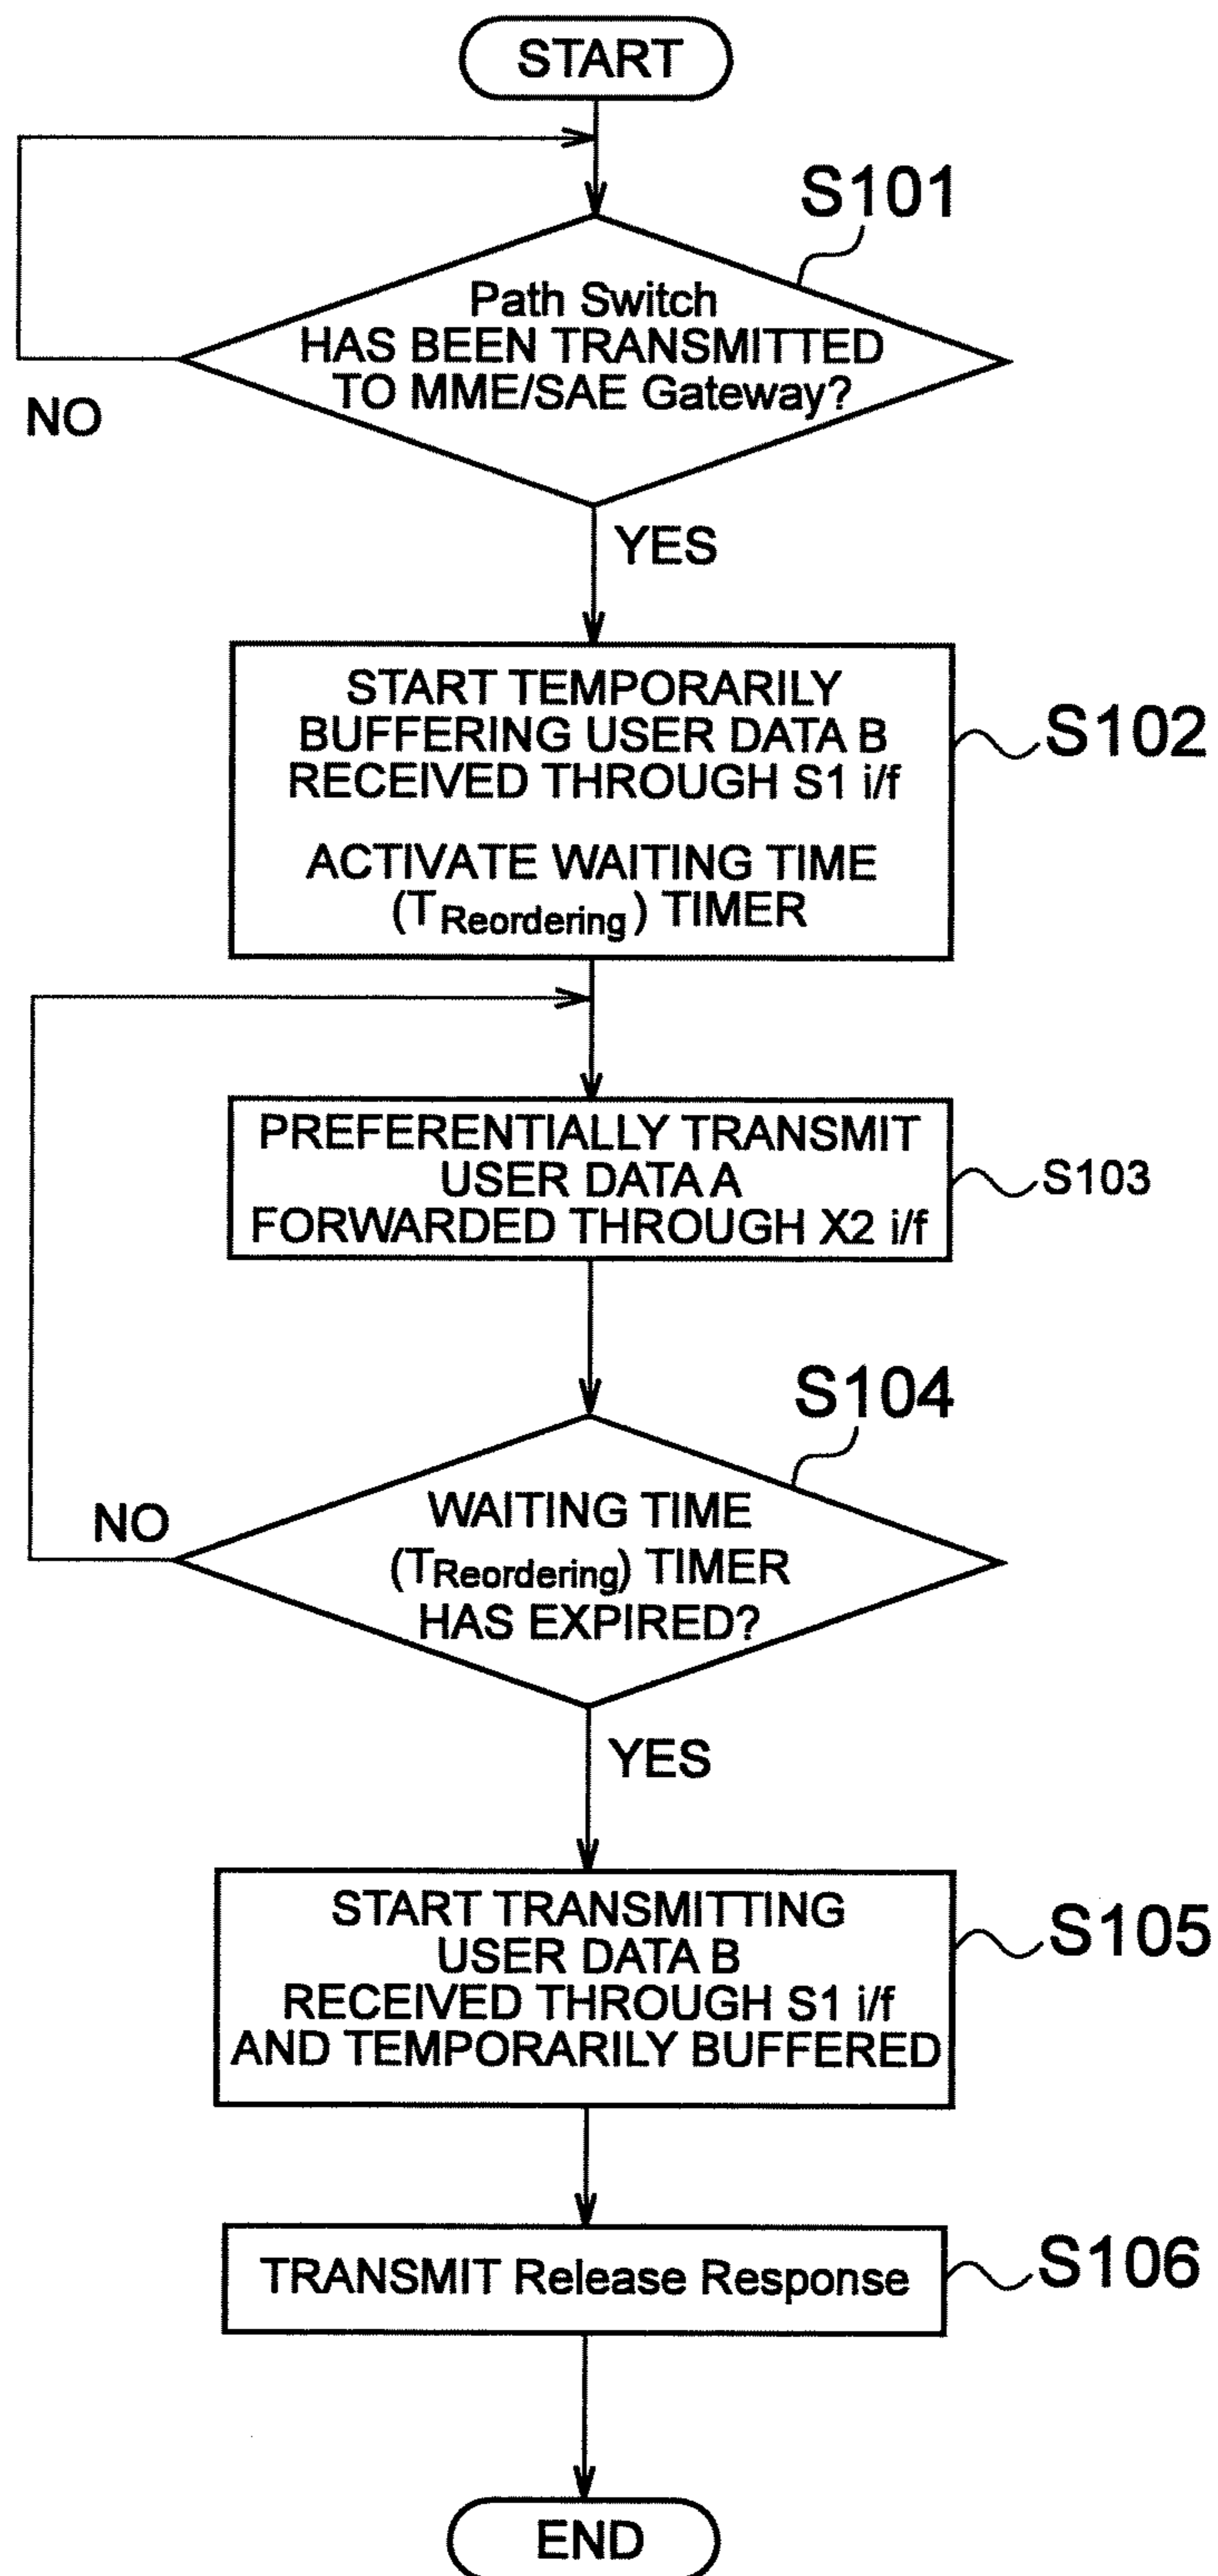 START
S101
Path Switch
HAS BEEN TRANSMITTED
TO MME/SAE Gateway?
NO
YES
START TEMPORARILY
BUFFERING USER DATA B
RECEIVED THROUGH S1 i/f
ACTIVATE WAITING TIME
(TReordering) TIMER
S102
PREFERENTIALLY TRANSMIT
USER DATA A
FORWARDED THROUGH X2 i/f
S103
S104
WAITING TIME
(TReordering) TIMER
HAS EXPIRED?
NO
YES
START TRANSMITTING
USER DATA B
RECEIVED THROUGH S1 i/f
AND TEMPORARILY BUFFERED
S105
TRANSMIT Release Response
S106
END